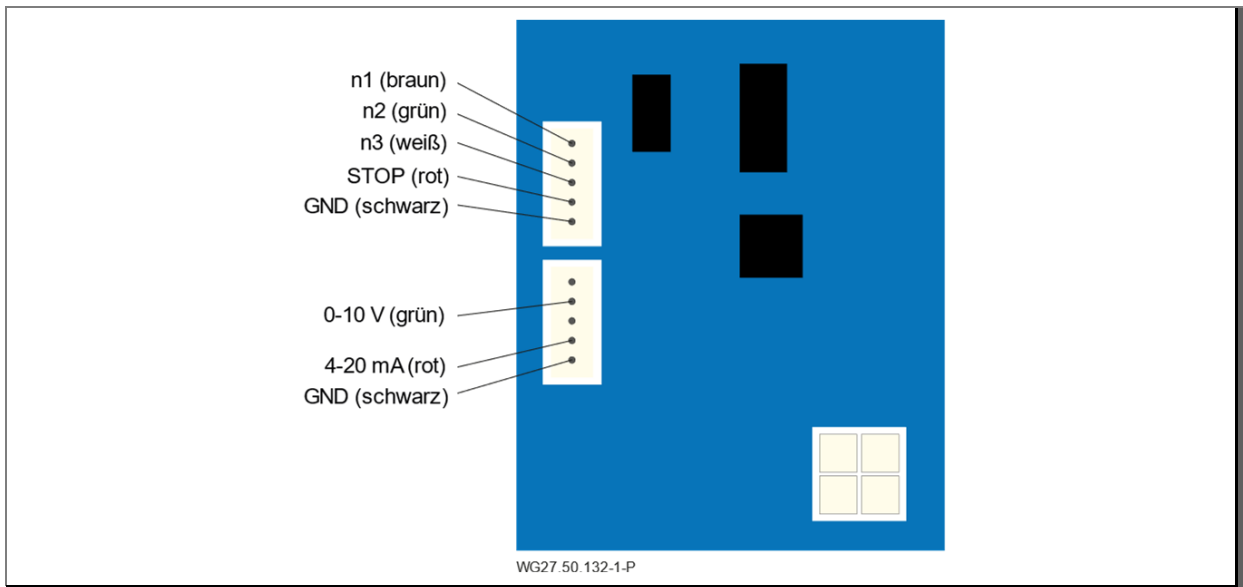 n1 (braun)
n2 (grün)
n3 (weiß)
STOP (rot)
GND (schwarz)
0-10 V (grün)
4-20 mA (rot)
GND (schwarz)
WG27.50.132-1-P